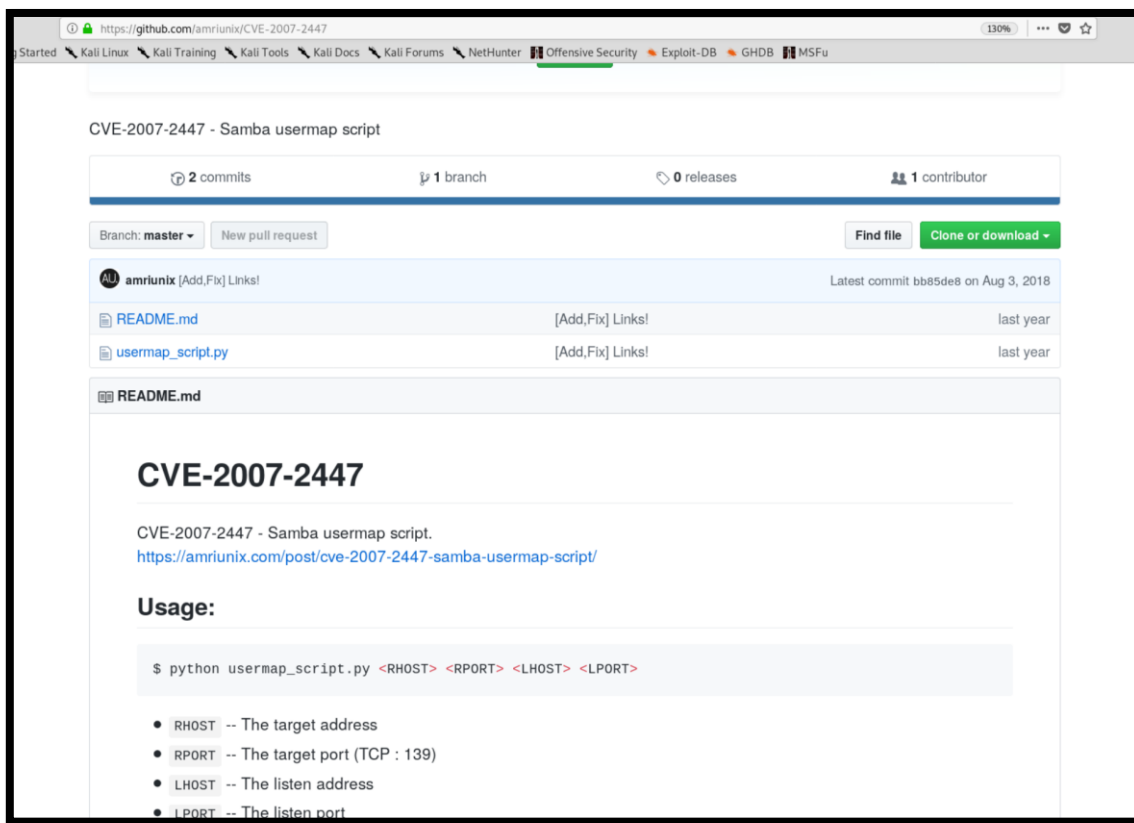 https://github.com/amriunix/CVE-2007-2447 130%
Started Kali Linux Kali Training Kali Tools Kali Docs Kali Forums NetHunter Offensive Security Exploit-DB GHDB MSFu
CVE-2007-2447 - Samba usermap script
2 commits 1 branch 0 releases 1 contributor
Branch: master New pull request Find file Clone or download
AU amriunix [Add,Fix] Links! Latest commit bb85de8 on Aug 3, 2018
README.md [Add,Fix] Links! last year
usermap_script.py [Add,Fix] Links! last year
README.md
CVE-2007-2447
CVE-2007-2447 - Samba usermap script.
https://amriunix.com/post/cve-2007-2447-samba-usermap-script/
Usage:
$ python usermap_script.py <RHOST> <RPORT> <LHOST> <LPORT>
• RHOST -- The target address
• RPORT -- The target port (TCP : 139)
• LHOST -- The listen address
• LPORT -- The listen port